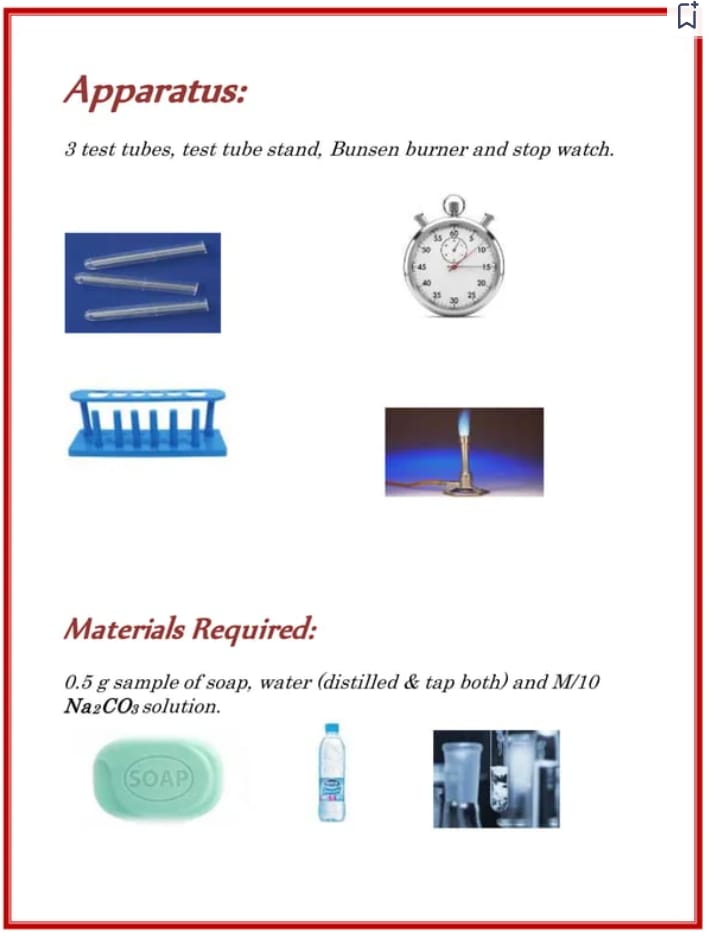 Apparatus:
3 test tubes, test tube stand, Bunsen burner and stop watch.
60
55
5
50
10
45
15
40
20
35
25
30
Materials Required:
0.5 g sample of soap, water (distilled & tap both) and M/10
Na₂CO₃ solution.
SOAP